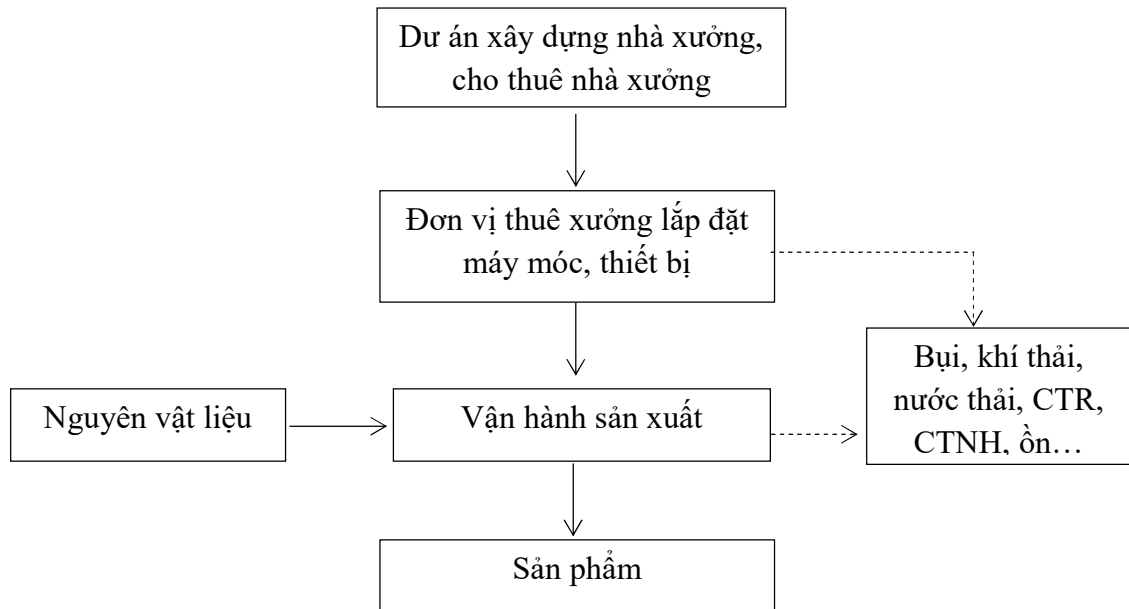 Dư án xây dựng nhà xưởng,
cho thuê nhà xưởng
Đơn vị thuê xưởng lắp đặt
máy móc, thiết bị
Bụi, khí thải,
nước thải, CTR,
CTNH, ồn…
Nguyên vật liệu
Vận hành sản xuất
Sản phẩm